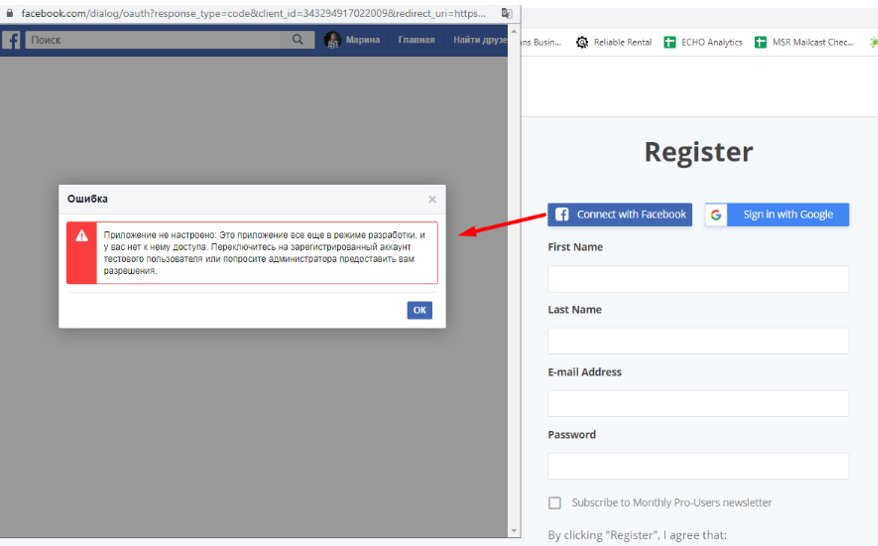 facebook.com/dialog/oauth?response_type=code&client_id=343294917022009&redirect_uri=https...
Поиск
Марина Главная Найти друзе
Ошибка
Приложение не настроено: Это приложение все еще в режиме разработки, и
у вас нет к нему доступа. Переключитесь на зарегистрированный аккаунт
тестового пользователя или попросите администратора предоставить вам
разрешения.
OK
ns Busin... Reliable Rental ECHO Analytics MSR Mailcast Chec...
Register
Connect with Facebook Sign in with Google
First Name
Last Name
E-mail Address
Password
Subscribe to Monthly Pro-Users newsletter
By clicking "Register", I agree that: